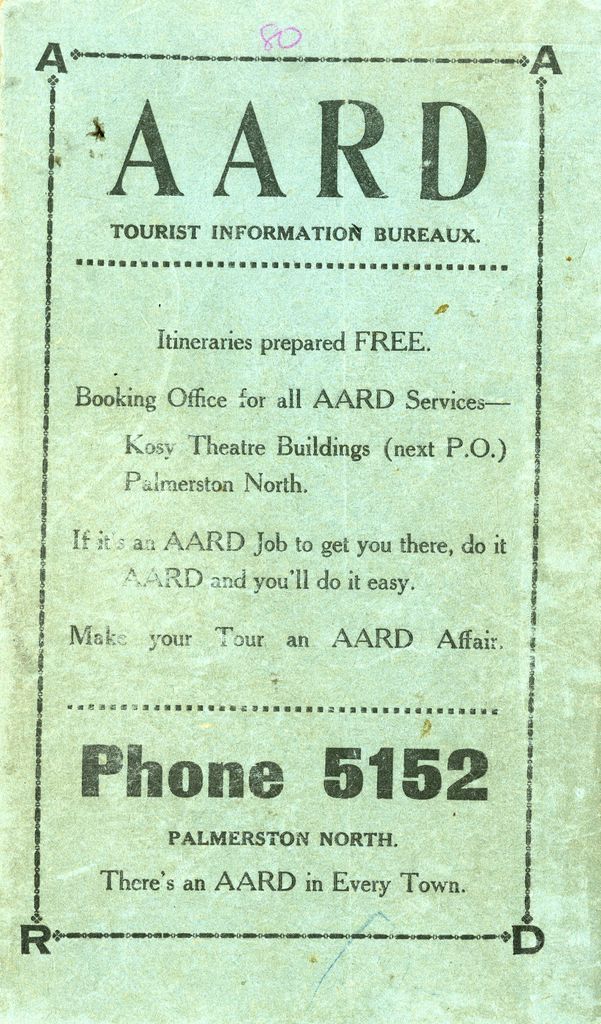 80
A A
AARD
TOURIST INFORMATION BUREAUX.
Itineraries prepared FREE.
Booking Office for all AARD Services—
Kosy Theatre Buildings (next P.O.)
Palmerston North.
If it's an AARD Job to get you there, do it
AARD and you'll do it easy.
Make your Tour an AARD Affair.
Phone 5152
PALMERSTON NORTH.
There's an AARD in Every Town.
R D